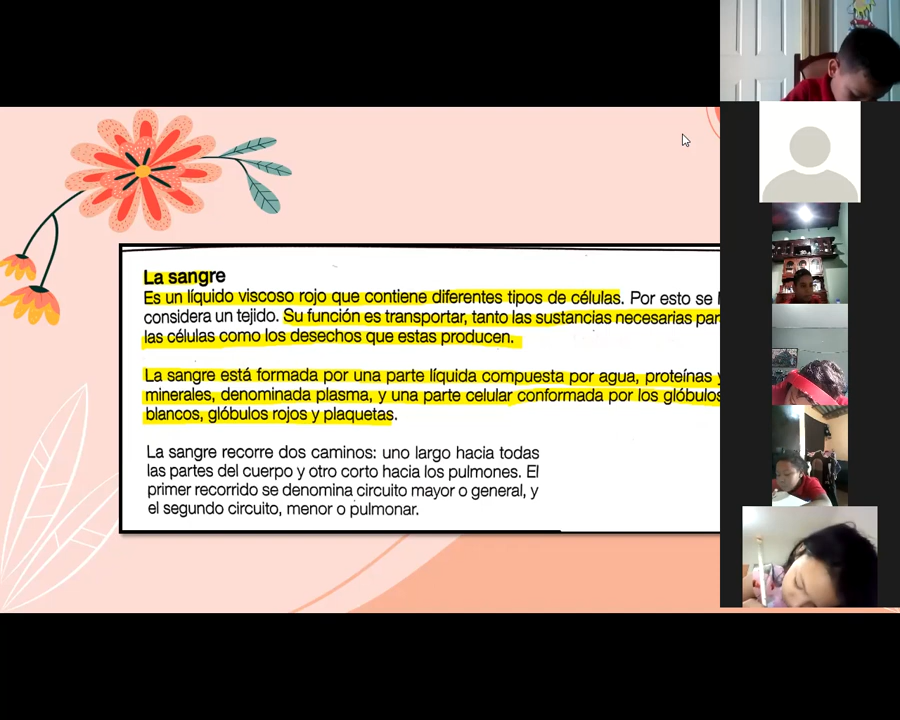 La sangre
Es un líquido viscoso rojo que contiene diferentes tipos de células. Por esto se
considera un tejido. Su función es transportar, tanto las sustancias necesarias
las células como los desechos que estas producen.
La sangre está formada por una parte líquida compuesta por agua, proteínas y
minerales, denominada plasma, y una parte celular conformada por los glóbulos
blancos, glóbulos rojos y plaquetas.
La sangre recorre dos caminos: uno largo hacia todas
las partes del cuerpo y otro corto hacia los pulmones. El
primer recorrido se denomina circuito mayor o general, y
el segundo circuito, menor o pulmonar.